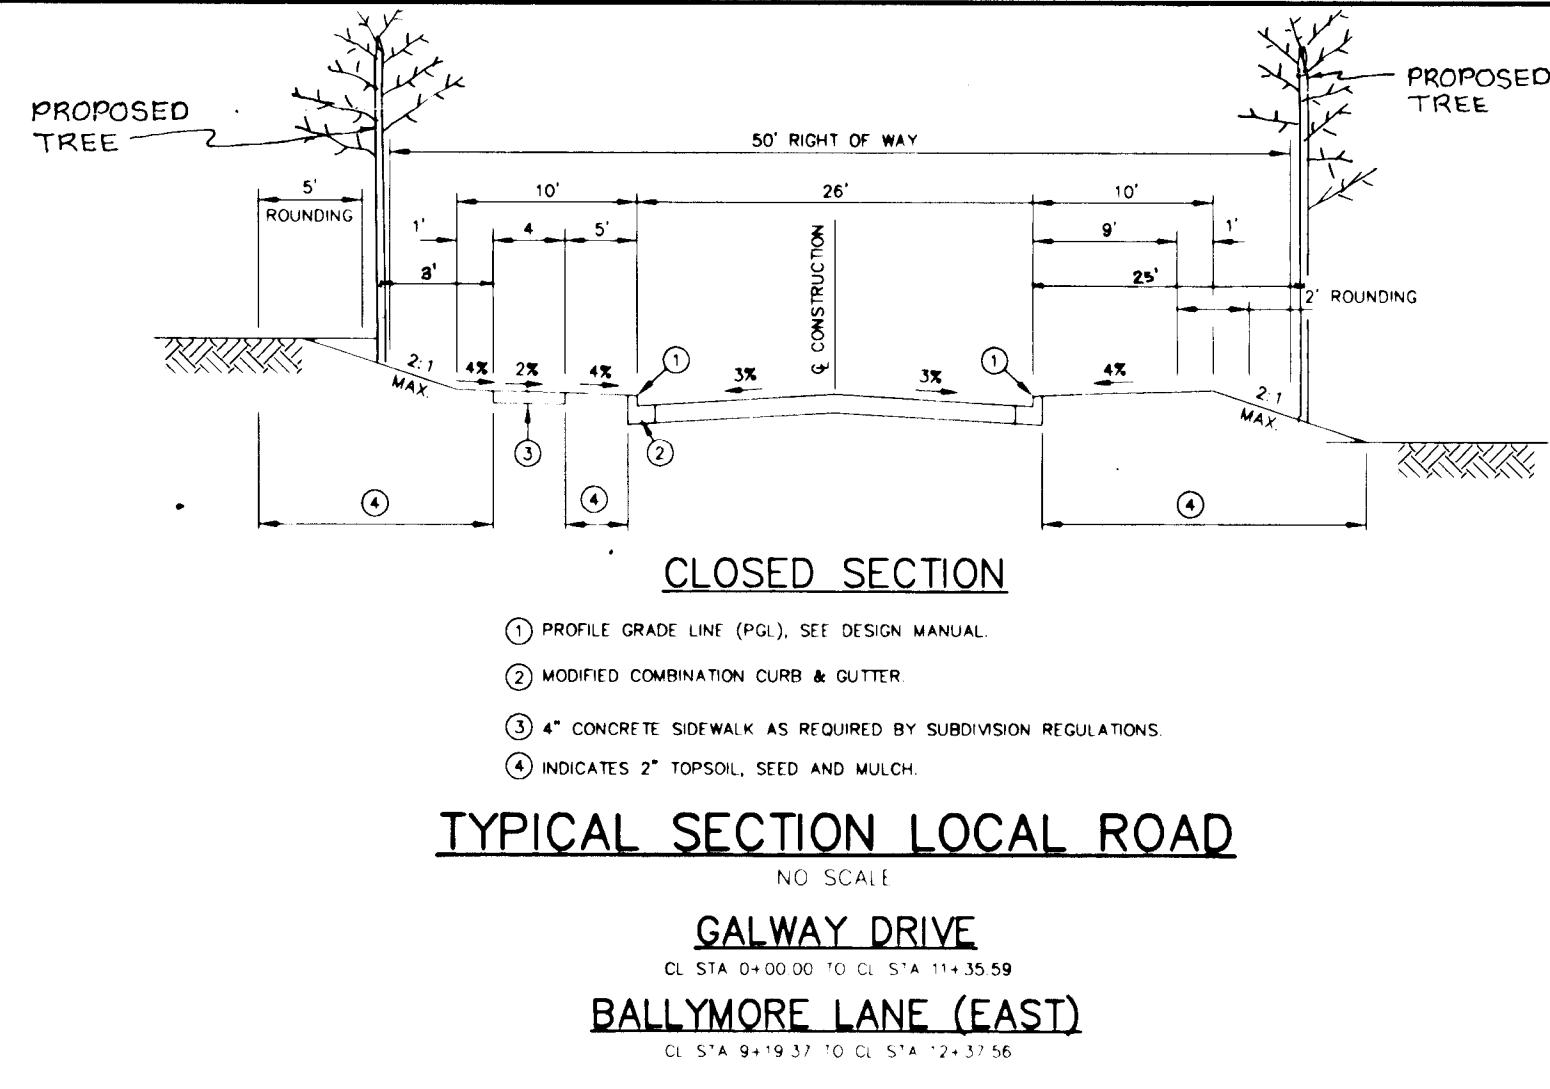 PROPOSED
TREE
PROPOSED
TREE
50' RIGHT OF WAY
5'
ROUNDING
10'
26'
10'
1'
4
5'
9'
1'
25'
2' ROUNDING
℄ CONSTRUCTION
2:1
MAX.
4%
2%
4%
1
3%
3%
1
4%
2:1
MAX.
3
2
4
4
4
CLOSED SECTION
1 PROFILE GRADE LINE (PGL), SEE DESIGN MANUAL.
2 MODIFIED COMBINATION CURB & GUTTER.
3 4" CONCRETE SIDEWALK AS REQUIRED BY SUBDIVISION REGULATIONS.
4 INDICATES 2" TOPSOIL, SEED AND MULCH.
TYPICAL SECTION LOCAL ROAD
NO SCALE
GALWAY DRIVE
CL STA 0+00.00 TO CL STA 11+35.59
BALLYMORE LANE (EAST)
CL STA 9+19.37 TO CL STA 12+37.56